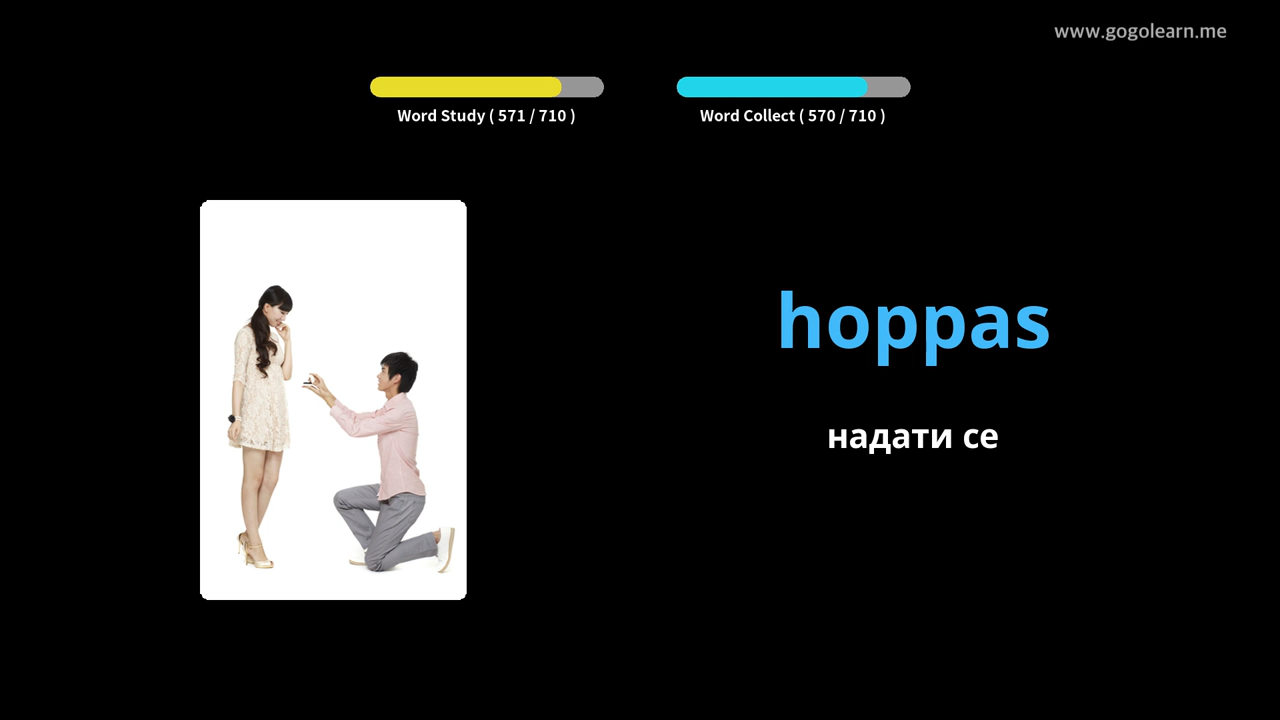 www.gogolearn.me
Word Study ( 571 / 710 )
Word Collect ( 570 / 710 )
hoppas
надати се